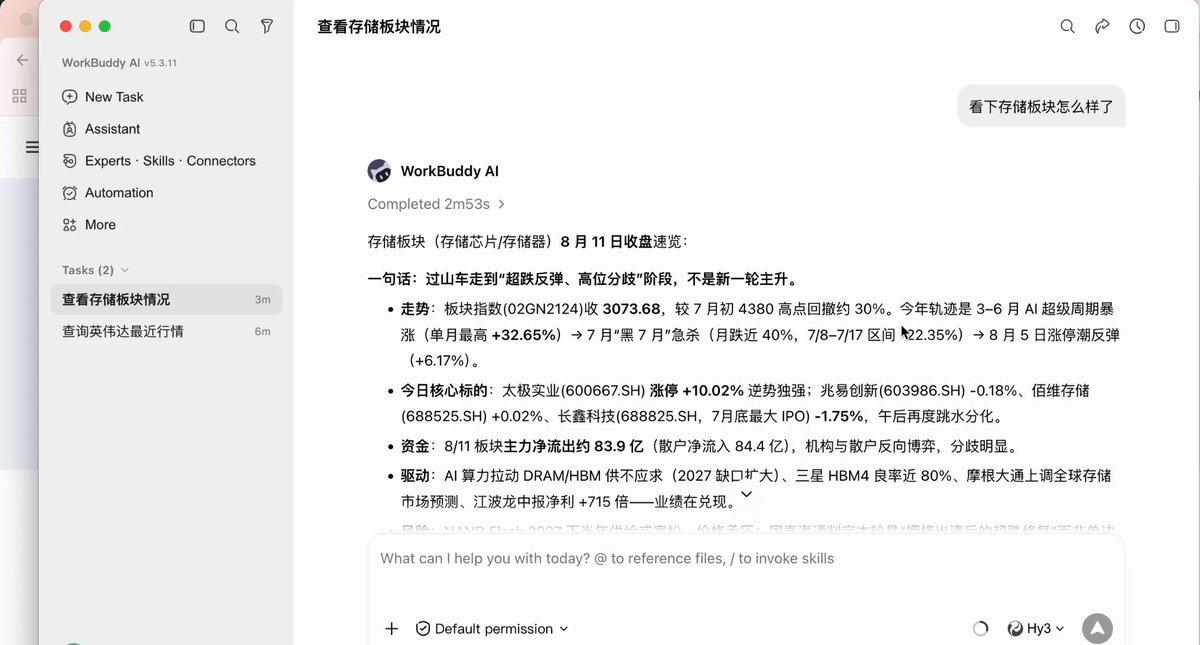 查看存储板块情况
WorkBuddy AI v5.3.11
New Task
Assistant
Experts · Skills · Connectors
Automation
More
Tasks (2)
查看存储板块情况 3m
查询英伟达最近行情 6m
看下存储板块怎么样了
WorkBuddy AI
Completed 2m53s
存储板块（存储芯片/存储器）8 月 11 日收盘速览：
一句话：过山车走到“超跌反弹、高位分歧”阶段，不是新一轮主升。
• 走势：板块指数(02GN2124)收 3073.68，较 7 月初 4380 高点回撤约 30%。今年轨迹是 3–6 月 AI 超级周期暴
涨（单月最高 +32.65%）→ 7 月“黑 7 月”急杀（月跌近 40%，7/8–7/17 区间 22.35%）→ 8 月 5 日涨停潮反弹
（+6.17%）。
• 今日核心标的：太极实业(600667.SH) 涨停 +10.02% 逆势独强；兆易创新(603986.SH) -0.18%、佰维存储
(688525.SH) +0.02%、长鑫科技(688825.SH，7月底最大 IPO) -1.75%，午后再度跳水分化。
• 资金：8/11 板块主力净流出约 83.9 亿（散户净流入 84.4 亿），机构与散户反向博弈，分歧明显。
• 驱动：AI 算力拉动 DRAM/HBM 供不应求（2027 缺口扩大）、三星 HBM4 良率近 80%、摩根大通上调全球存储
市场预测、江波龙中报净利 +715 倍——业绩在兑现。
What can I help you with today? @ to reference files, / to invoke skills
Default permission
Hy3